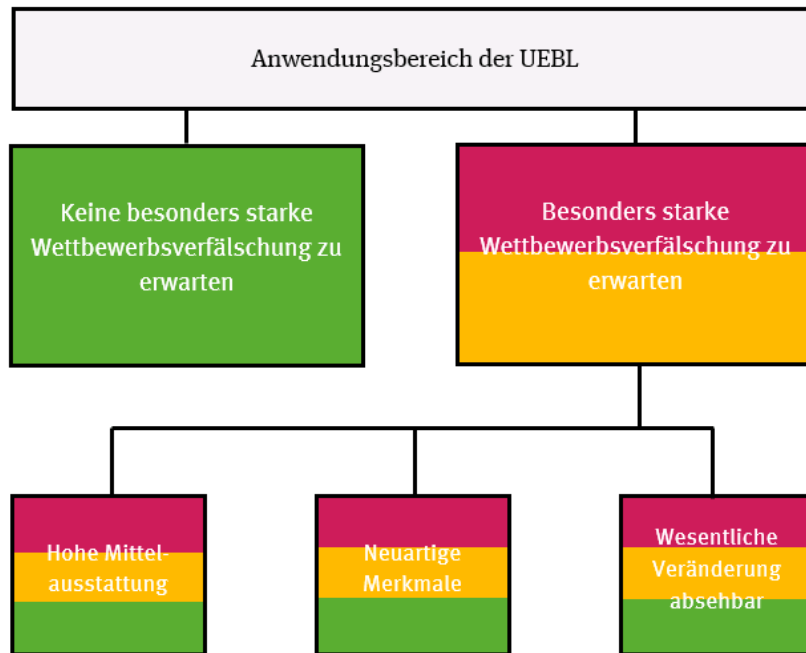 Anwendungsbereich der UEBL
Keine besonders starke
Wettbewerbsverfälschung zu
erwarten
Besonders starke
Wettbewerbsverfälschung zu
erwarten
Hohe Mittel-
ausstattung
Neuartige
Merkmale
Wesentliche
Veränderung
absehbar